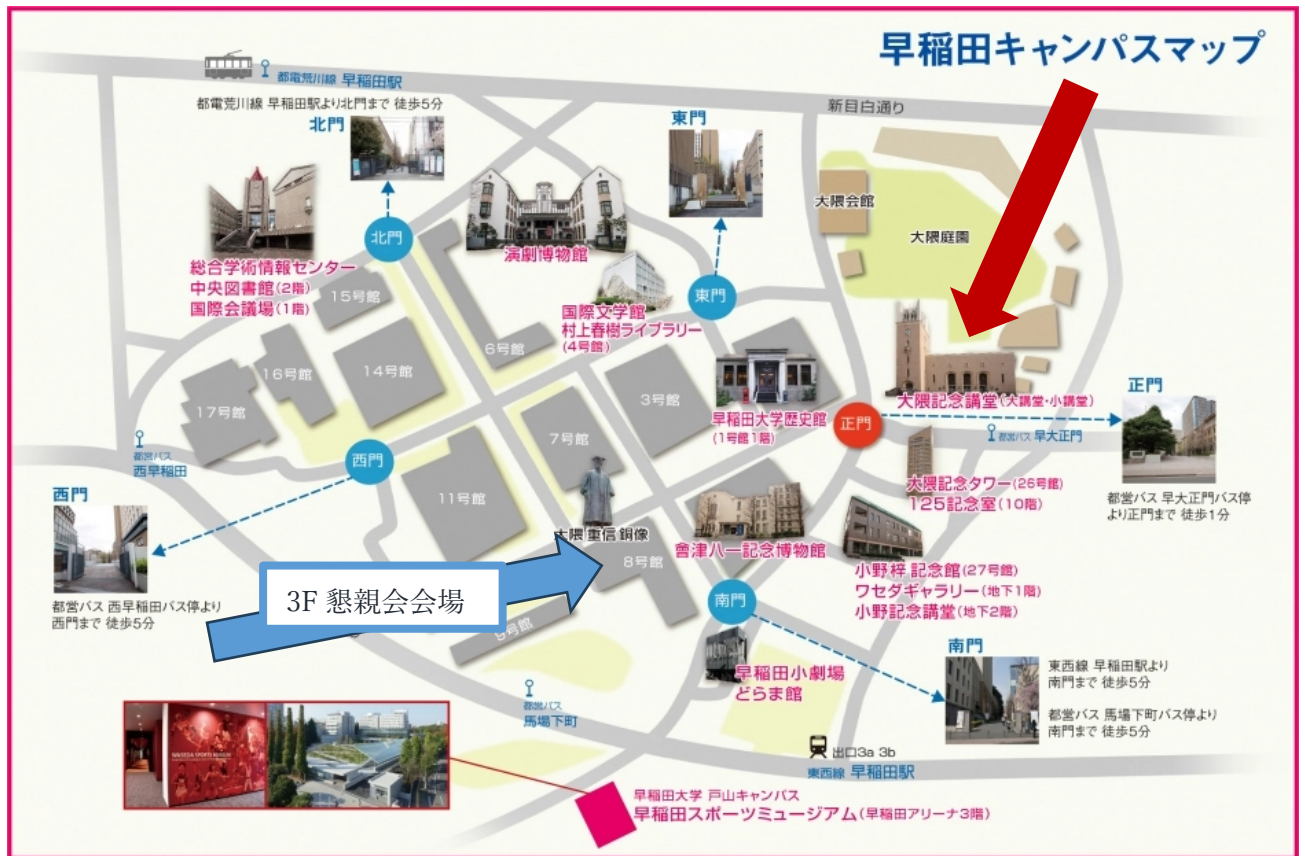 早稲田キャンパスマップ
都電荒川線 早稲田駅
都電荒川線 早稲田駅より北門まで 徒歩5分
新目白通り
北門
東門
大隈会館
大隈庭園
北門
演劇博物館
総合学術情報センター
中央図書館(2階)
国際会議場(1階)
東門
国際文学館
村上春樹ライブラリー
(4号館)
15号館
6号館
16号館
14号館
3号館
17号館
7号館
早稲田大学歴史館
(1号館1階)
正門
大隈記念講堂(大講堂・小講堂)
正門
都営バス 早大正門
都営バス
西早稲田
西門
11号館
大隈記念タワー(26号館)
125記念室(10階)
都営バス 早大正門バス停
より正門まで 徒歩1分
西門
大隈重信銅像
8号館
會津八一記念博物館
小野梓 記念館(27号館)
ワセダギャラリー(地下1階)
小野記念講堂(地下2階)
3F 懇親会会場
都営バス 西早稲田バス停より
西門まで 徒歩5分
南門
9号館
早稲田小劇場
どらま館
南門
東西線 早稲田駅より
南門まで 徒歩5分
都営バス 馬場下町バス停より
南門まで 徒歩5分
都営バス
馬場下町
出口3a 3b
東西線 早稲田駅
WASEDA SPORTS MUSEUM
早稲田大学 戸山キャンパス
早稲田スポーツミュージアム(早稲田アリーナ3階)